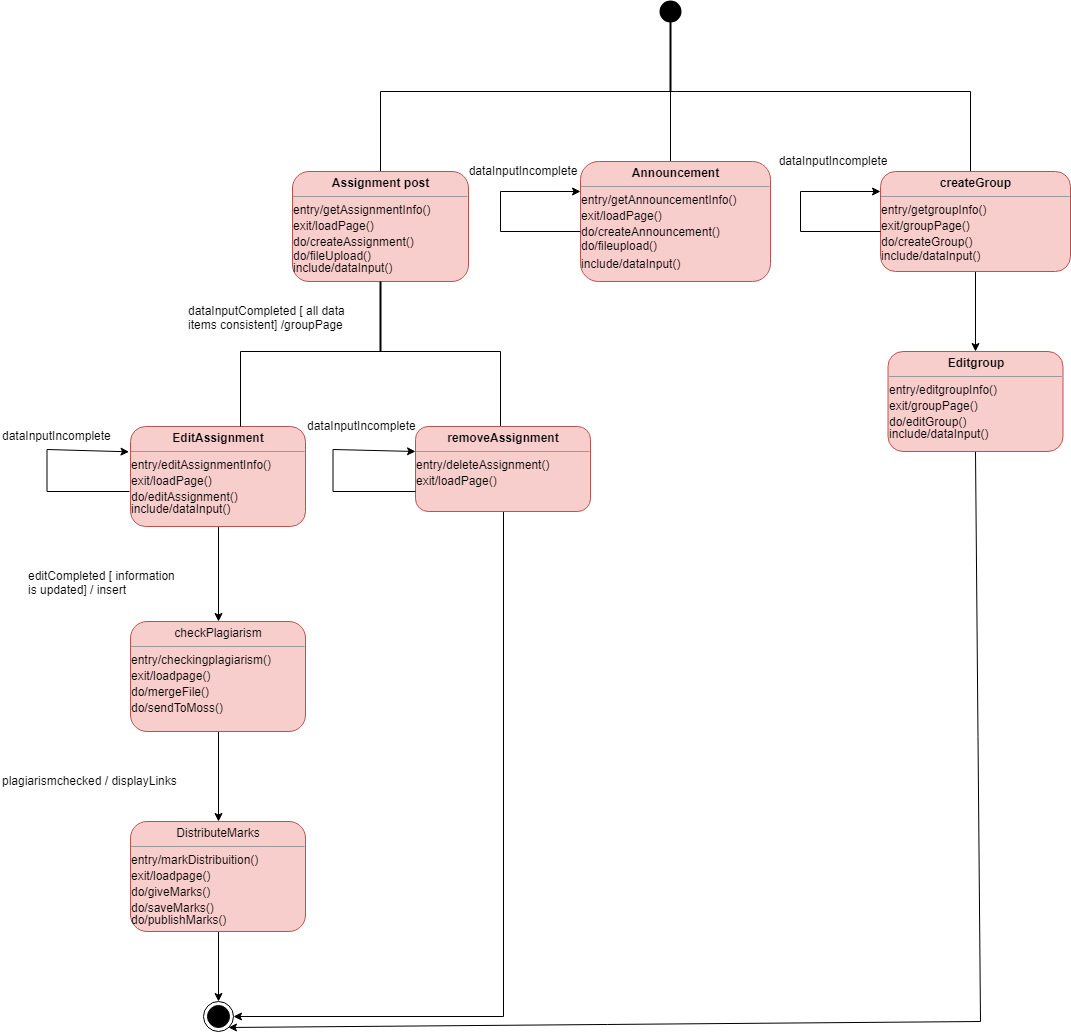 dataInputIncomplete
Assignment post
entry/getAssignmentInfo()
exit/loadPage()
do/createAssignment()
do/fileUpload()
include/dataInput()
dataInputIncomplete
Announcement
entry/getAnnouncementInfo()
exit/loadPage()
do/createAnnouncement()
do/fileupload()
include/dataInput()
createGroup
entry/getgroupInfo()
exit/groupPage()
do/createGroup()
include/dataInput()
dataInputCompleted [ all data
items consistent] /groupPage
Editgroup
entry/editgroupInfo()
exit/groupPage()
do/editGroup()
include/dataInput()
dataInputIncomplete
EditAssignment
entry/editAssignmentInfo()
exit/loadPage()
do/editAssignment()
include/dataInput()
dataInputIncomplete
removeAssignment
entry/deleteAssignment()
exit/loadPage()
editCompleted [ information
is updated] / insert
checkPlagiarism
entry/checkingplagiarism()
exit/loadpage()
do/mergeFile()
do/sendToMoss()
plagiarismchecked / displayLinks
DistributeMarks
entry/markDistribuition()
exit/loadpage()
do/giveMarks()
do/saveMarks()
do/publishMarks()